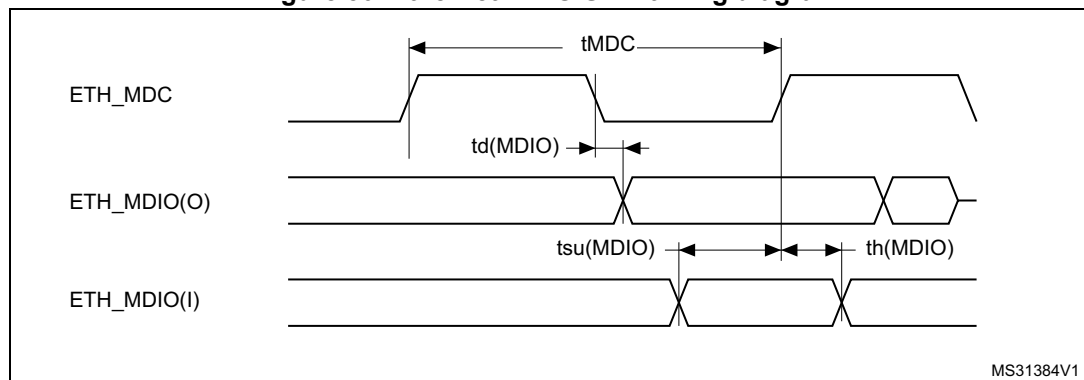 tMDC
ETH_MDC
td(MDIO)
ETH_MDIO(O)
tsu(MDIO)
th(MDIO)
ETH_MDIO(I)
MS31384V1